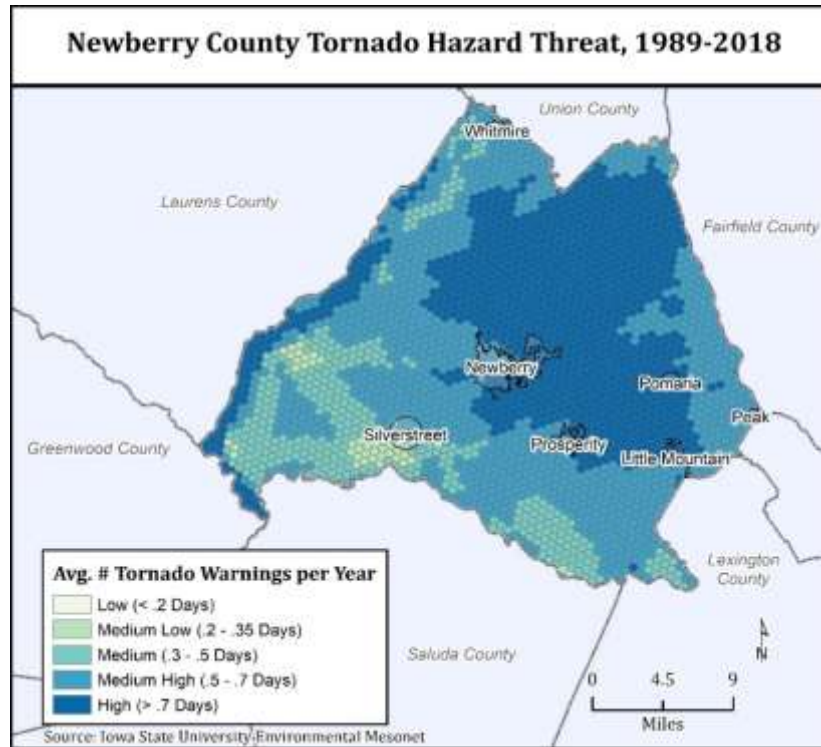 Newberry County Tornado Hazard Threat, 1989-2018
Union County
Whitmire
Laurens County
Fairfield County
Newberry
Pomaria
Peak
Silverstreet
Prosperity
Greenwood County
Little Mountain
Lexington
County
Avg. # Tornado Warnings per Year
Low (< .2 Days)
Medium Low (.2 - .35 Days)
Medium (.3 - .5 Days)
Medium High (.5 - .7 Days)
High (> .7 Days)
Saluda County
N
0 4.5 9
Miles
Source: Iowa State University-Environmental Mesonet